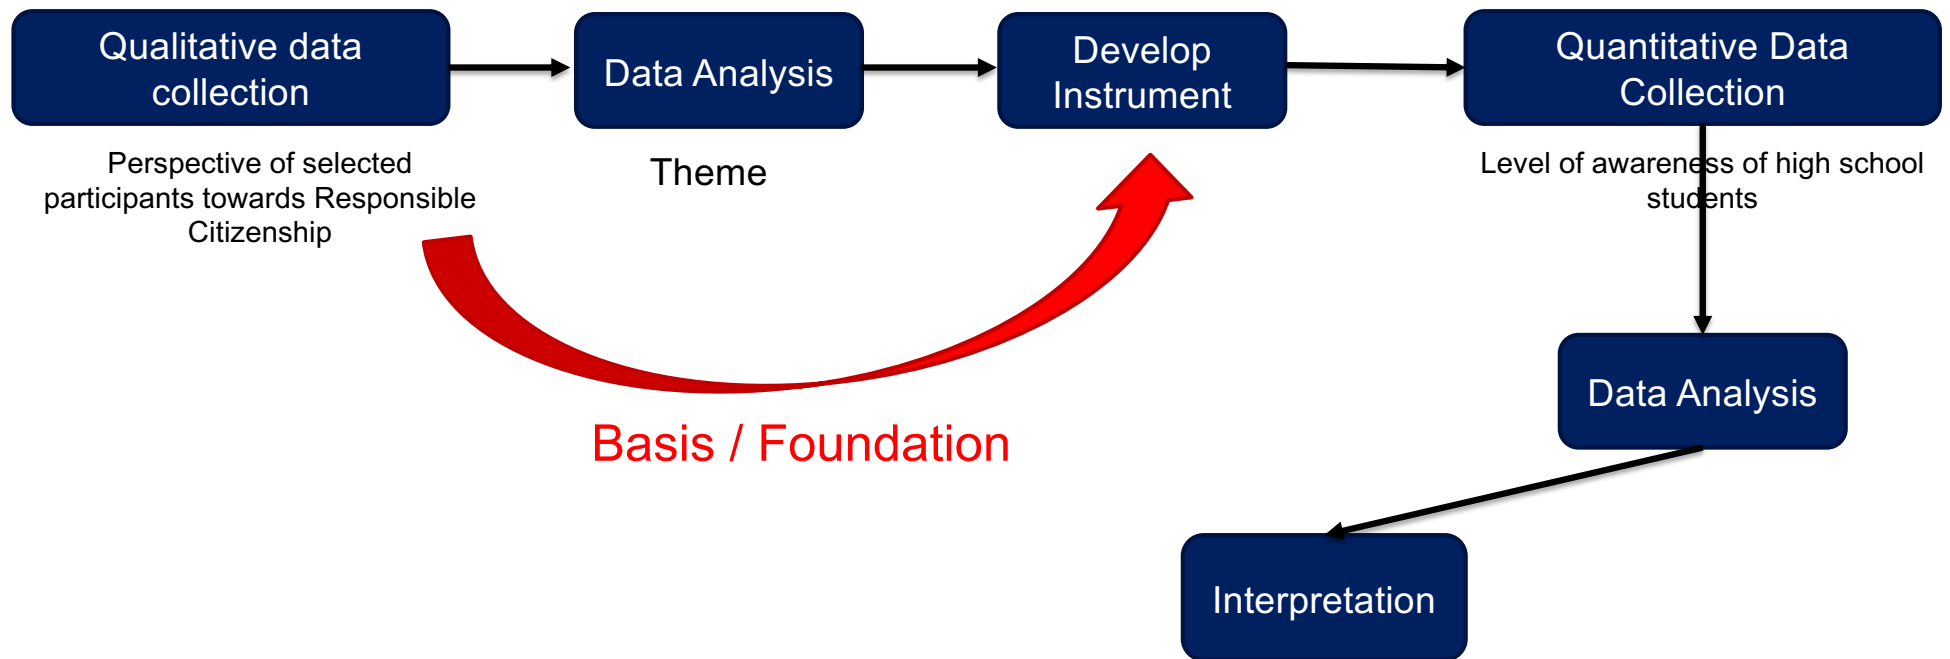 Qualitative data
collection
Data Analysis
Develop
Instrument
Quantitative Data
Collection
Perspective of selected
participants towards Responsible
Citizenship
Theme
Level of awareness of high school
students
Basis / Foundation
Data Analysis
Interpretation